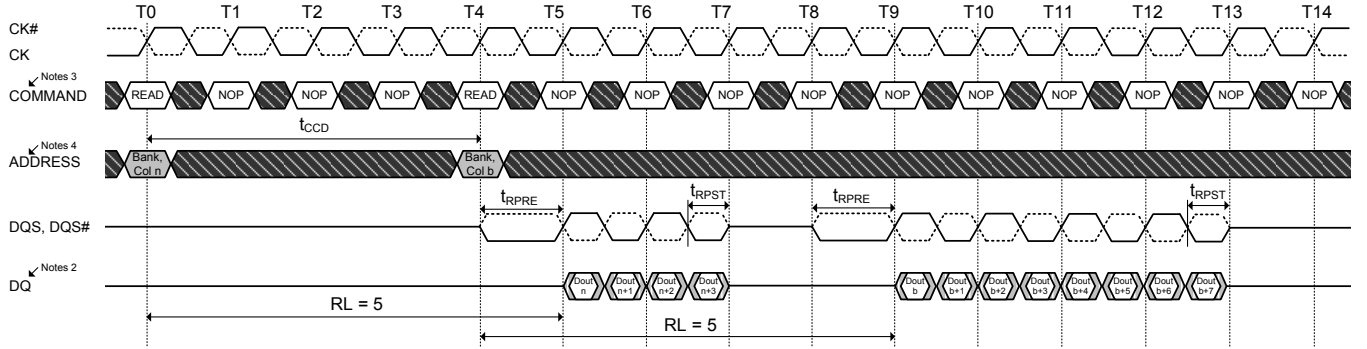 T0 T1 T2 T3 T4 T5 T6 T7 T8 T9 T10 T11 T12 T13 T14
CK#
CK
Notes 3
COMMAND READ NOP NOP NOP READ NOP NOP NOP NOP NOP NOP NOP NOP NOP NOP
tCCD
Notes 4
ADDRESS
Bank, Col n
Bank, Col b
tRPRE tRPST tRPRE tRPST
DQS, DQS#
Notes 2
DQ
Dout n Dout n+1 Dout n+2 Dout n+3 Dout b Dout b+1 Dout b+2 Dout b+3 Dout b+4 Dout b+5 Dout b+6 Dout b+7
RL = 5
RL = 5